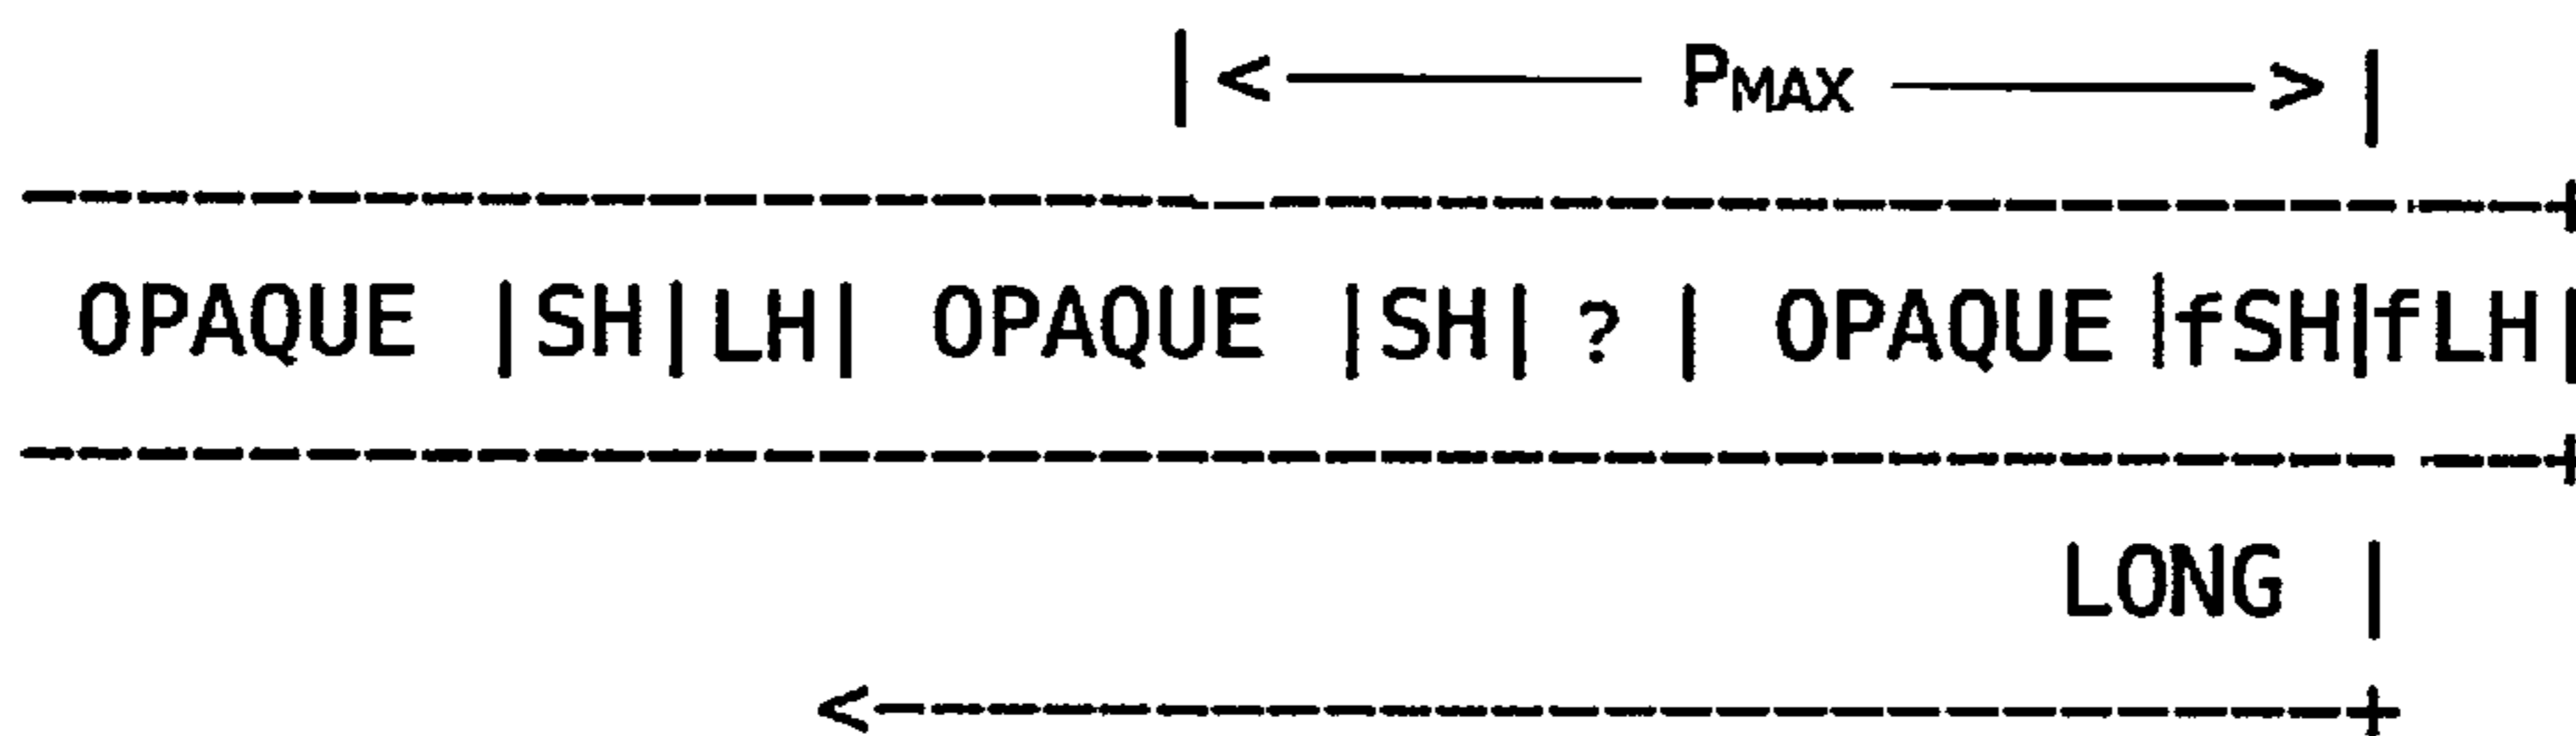 |<——— PMAX ———>|
OPAQUE |SH|LH| OPAQUE |SH| ? | OPAQUE |fSH|fLH|
LONG |
<---------------------------+